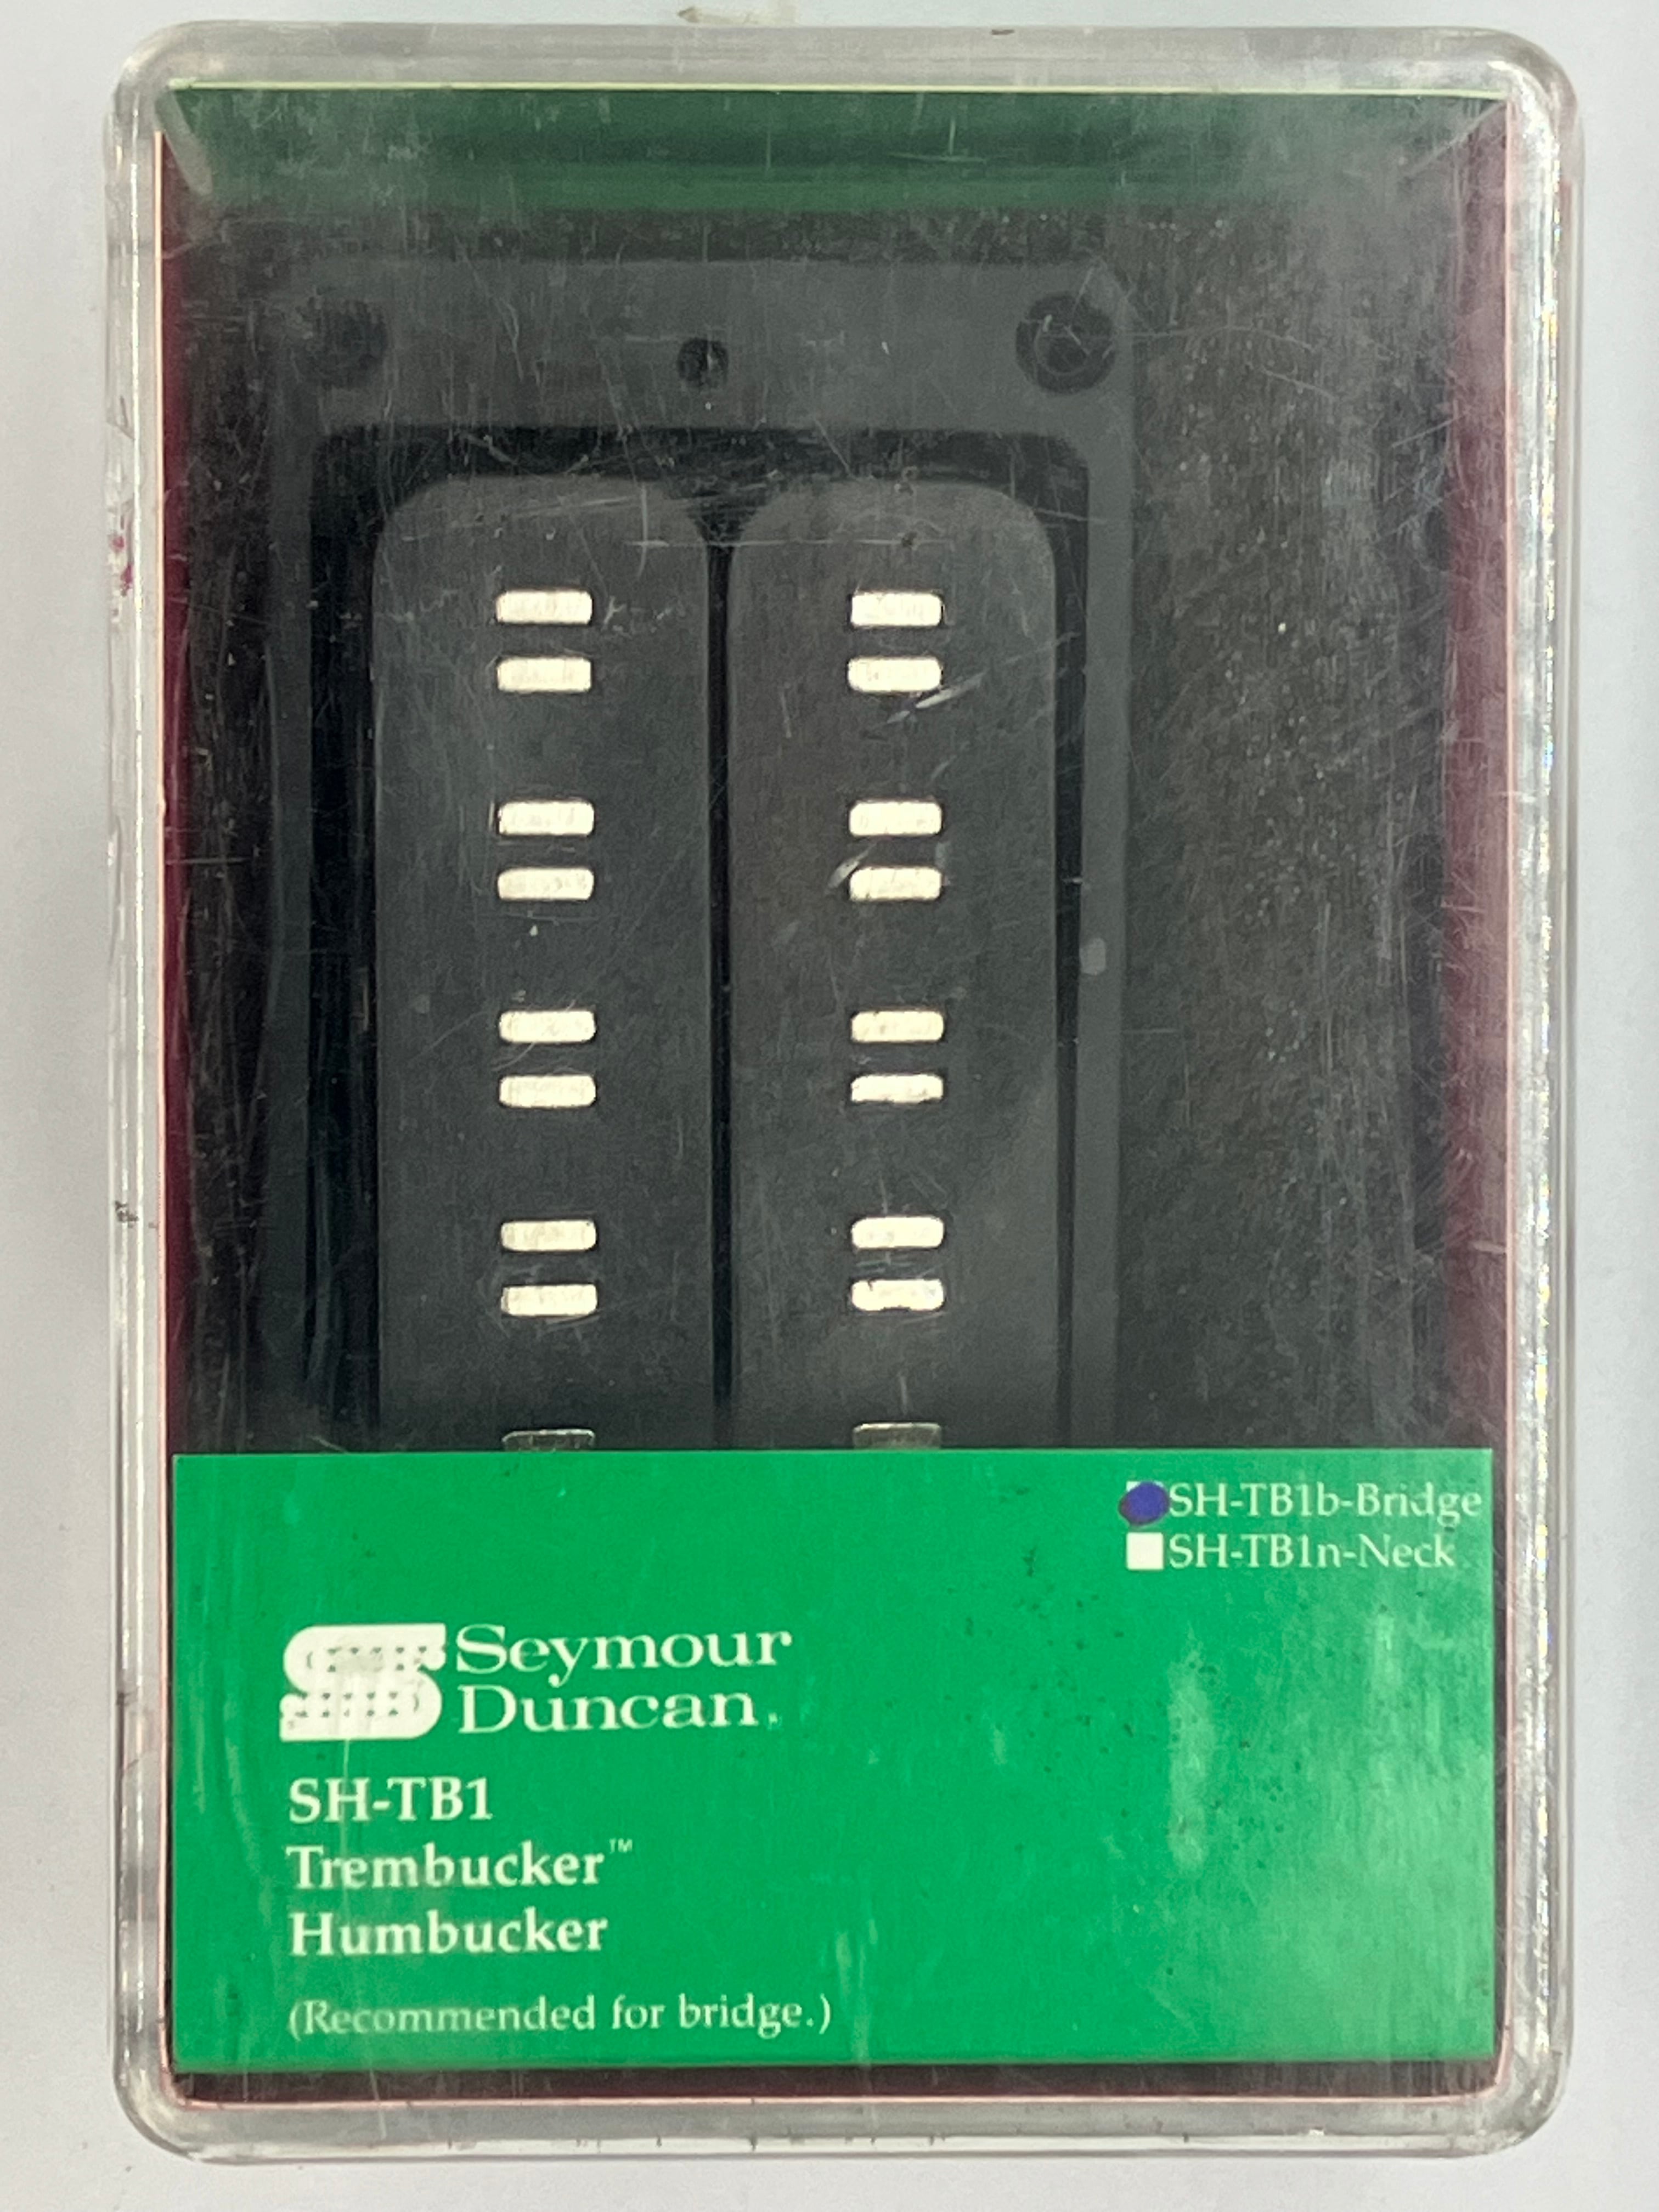 SH-TB1b-Bridge
SH-TB1n-Neck
Seymour
Duncan.
SH-TB1
Trembucker™
Humbucker
(Recommended for bridge.)